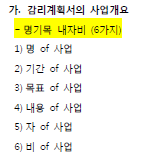 가. 감리계획서의 사업개요
- 명기목 내자비 (6가지)
1) 명 of 사업
2) 기간 of 사업
3) 목표 of 사업
4) 내용 of 사업
5) 자 of 사업
6) 비 of 사업